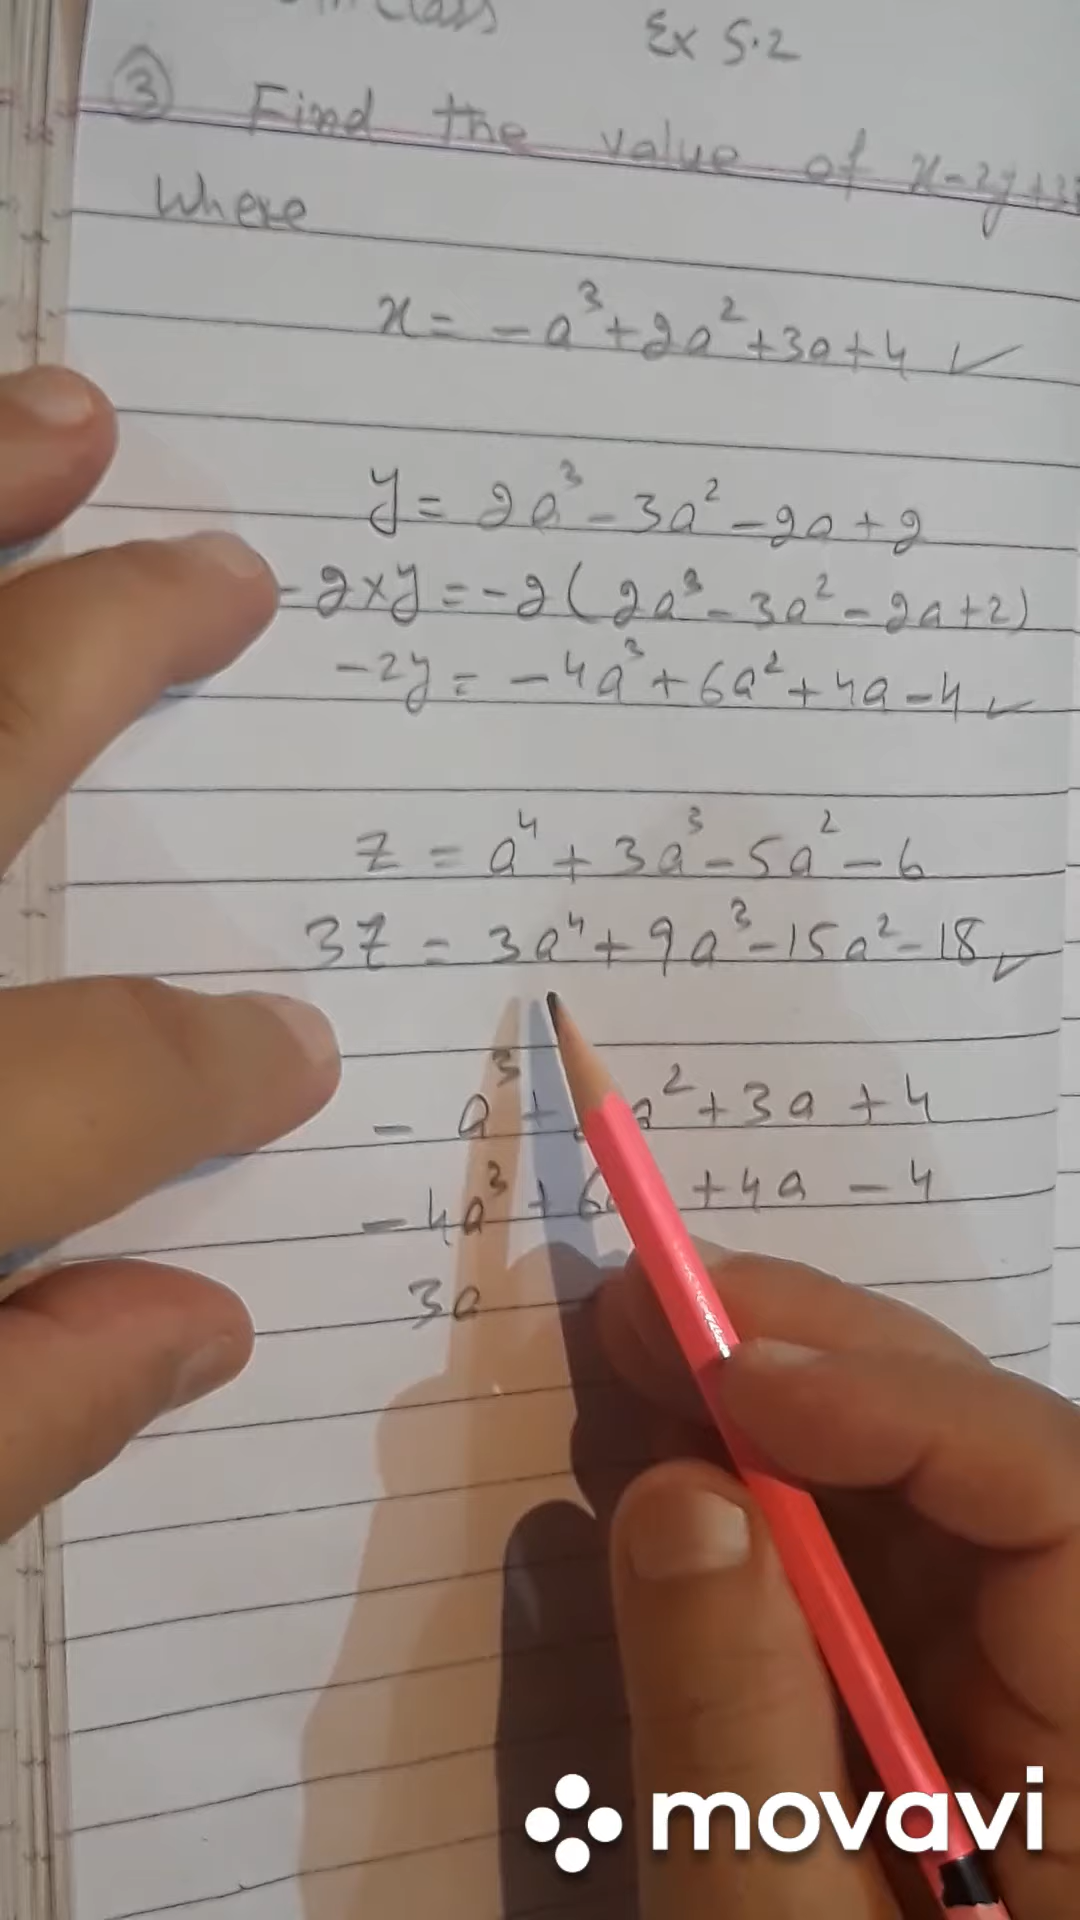 Class Ex 5.2
③ Find the value of x-2y+3z
Where
x = -a³+2a²+3a+4 ✓
y = 2a³-3a²-2a+2
-2×y = -2(2a³-3a²-2a+2)
-2y = -4a³+6a²+4a-4 ✓
z = a⁴+3a³-5a²-6
3z = 3a⁴+9a³-15a²-18 ✓
-a³+ a²+3a+4
-4a³+6a +4a-4
3a
movavi